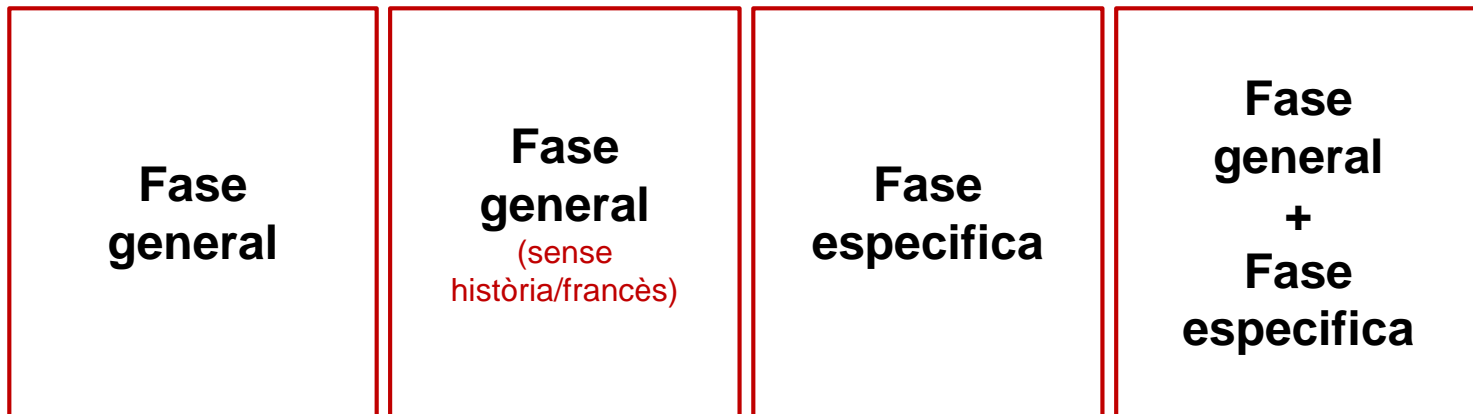 Fase
general
Fase
general
(sense
història/francès)
Fase
especifica
Fase
general
+
Fase
especifica